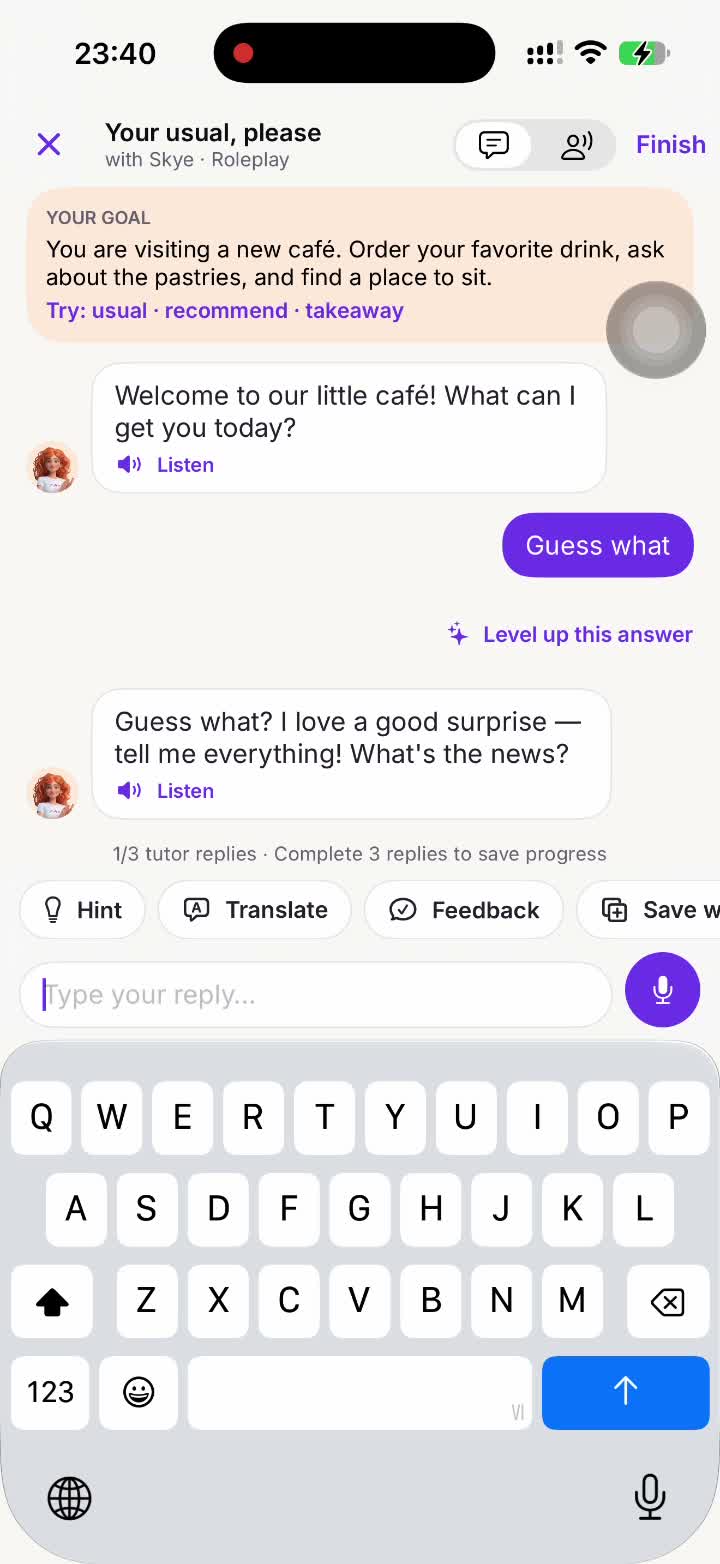 23:40
Your usual, please
with Skye · Roleplay
Finish
YOUR GOAL
You are visiting a new café. Order your favorite drink, ask
about the pastries, and find a place to sit.
Try: usual · recommend · takeaway
Welcome to our little café! What can I
get you today?
Listen
Guess what
Level up this answer
Guess what? I love a good surprise —
tell me everything! What's the news?
Listen
1/3 tutor replies · Complete 3 replies to save progress
Hint
A Translate
Feedback
Save w
Type your reply...
Q W E R T Y U I O P
A S D F G H J K L
Z X C V B N M
123
VI